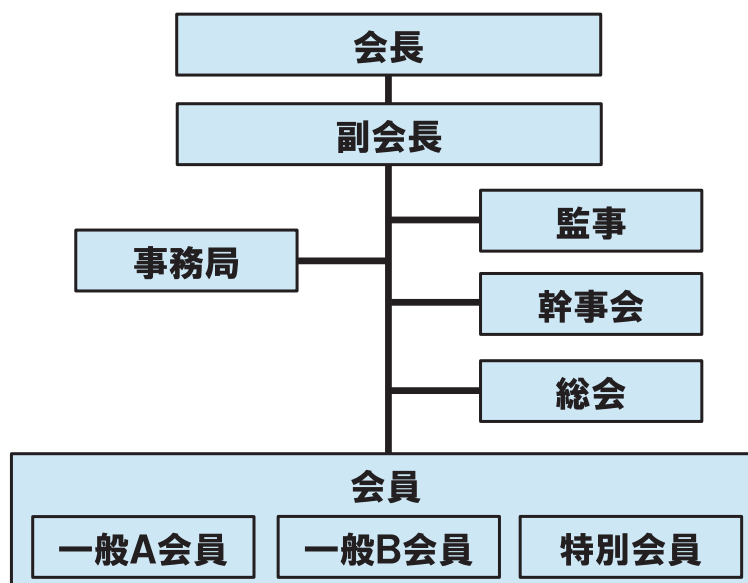 会長
副会長
監事
事務局
幹事会
総会
会員
一般A会員
一般B会員
特別会員